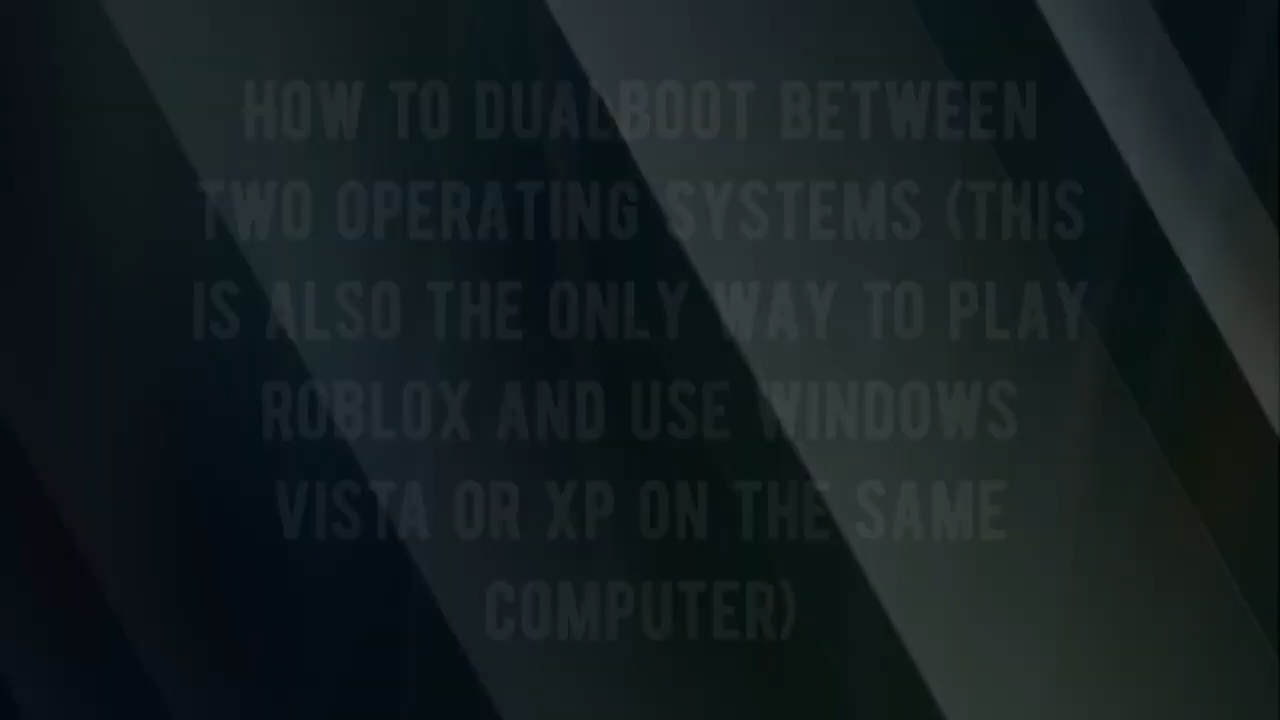 HOW TO DUALBOOT BETWEEN
TWO OPERATING SYSTEMS (THIS
IS ALSO THE ONLY WAY TO PLAY
ROBLOX AND USE WINDOWS
VISTA OR XP ON THE SAME
COMPUTER)